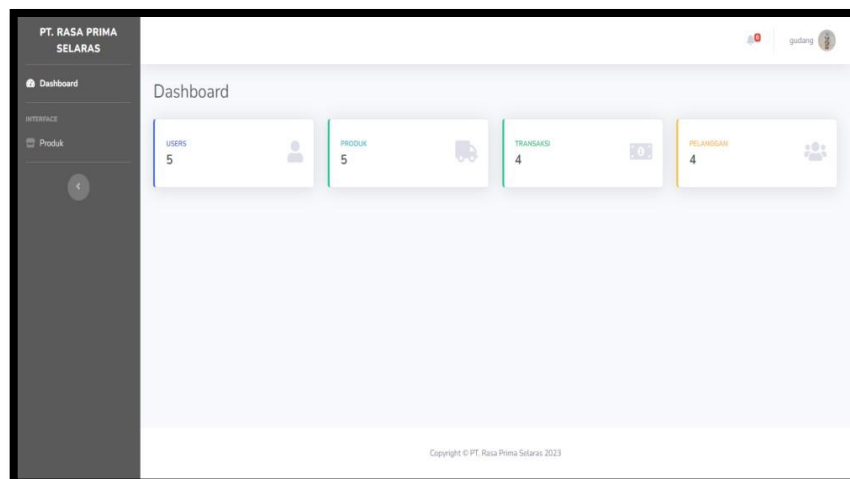 PT. RASA PRIMA
SELARAS
Dashboard
INTERFACE
Produk
0
gudang
Dashboard
USERS
5
PRODUK
5
TRANSAKSI
4
PELANGGAN
4
Copyright © PT. Rasa Prima Selaras 2023